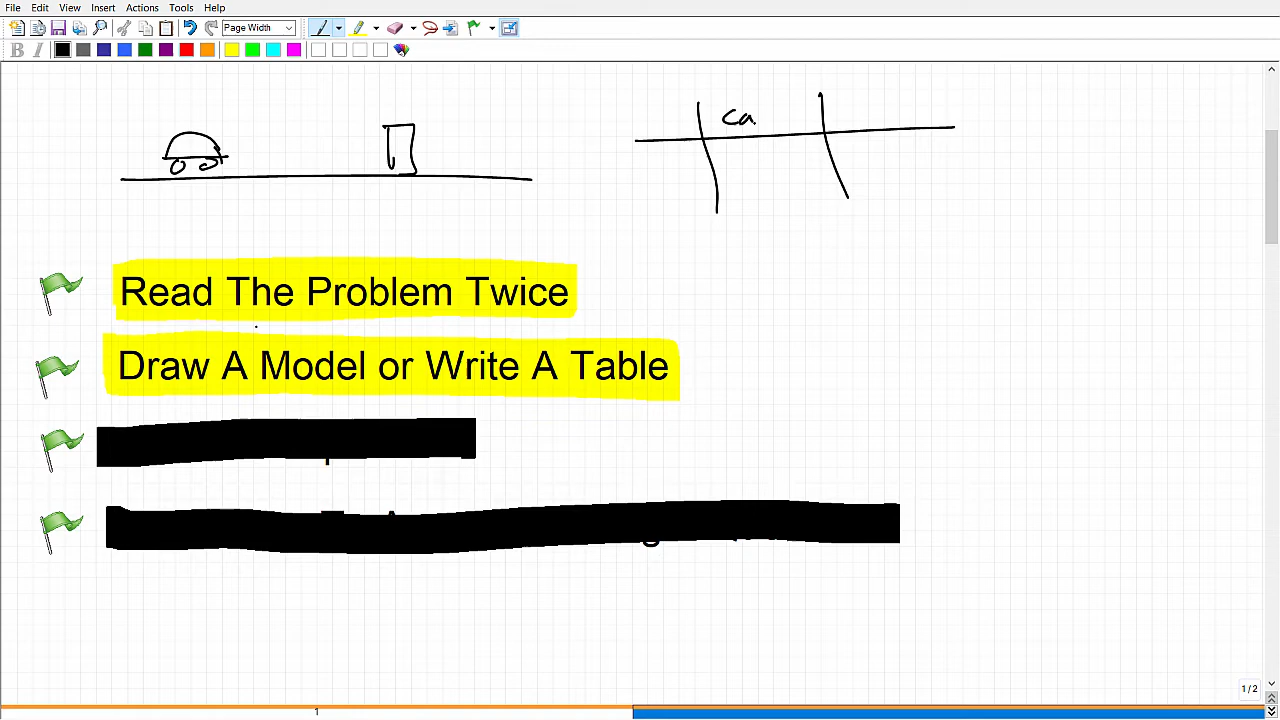 File Edit View Insert Actions Tools Help
Page Width
B I
Ca
Read The Problem Twice
Draw A Model or Write A Table
1/2
1